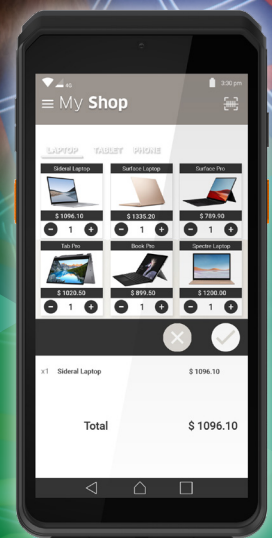 4G 3:30 pm
My Shop
LAPTOP TABLET PHONE
Sideral Laptop Surface Laptop Surface Pro
$ 1096.10 $ 1335.20 $ 789.90
1 1 1
Tab Pro Book Pro Spectre Laptop
$ 1020.50 $ 899.50 $ 1200.00
1 1 1
x1 Sideral Laptop $ 1096.10
Total $ 1096.10